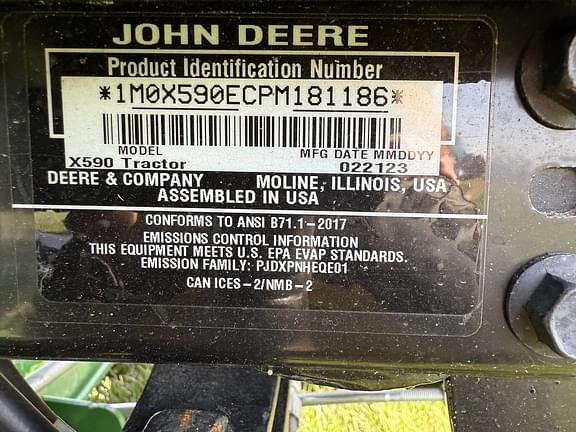 JOHN DEERE
Product Identification Number
*1M0X590ECPM181186*
MODEL MFG DATE MMDDYY
X590 Tractor 022123
DEERE & COMPANY MOLINE, ILLINOIS, USA
ASSEMBLED IN USA
CONFORMS TO ANSI B71.1-2017
EMISSIONS CONTROL INFORMATION
THIS EQUIPMENT MEETS U.S. EPA EVAP STANDARDS.
EMISSION FAMILY: PJDXPNHEQE01
CAN ICES-2/NMB-2